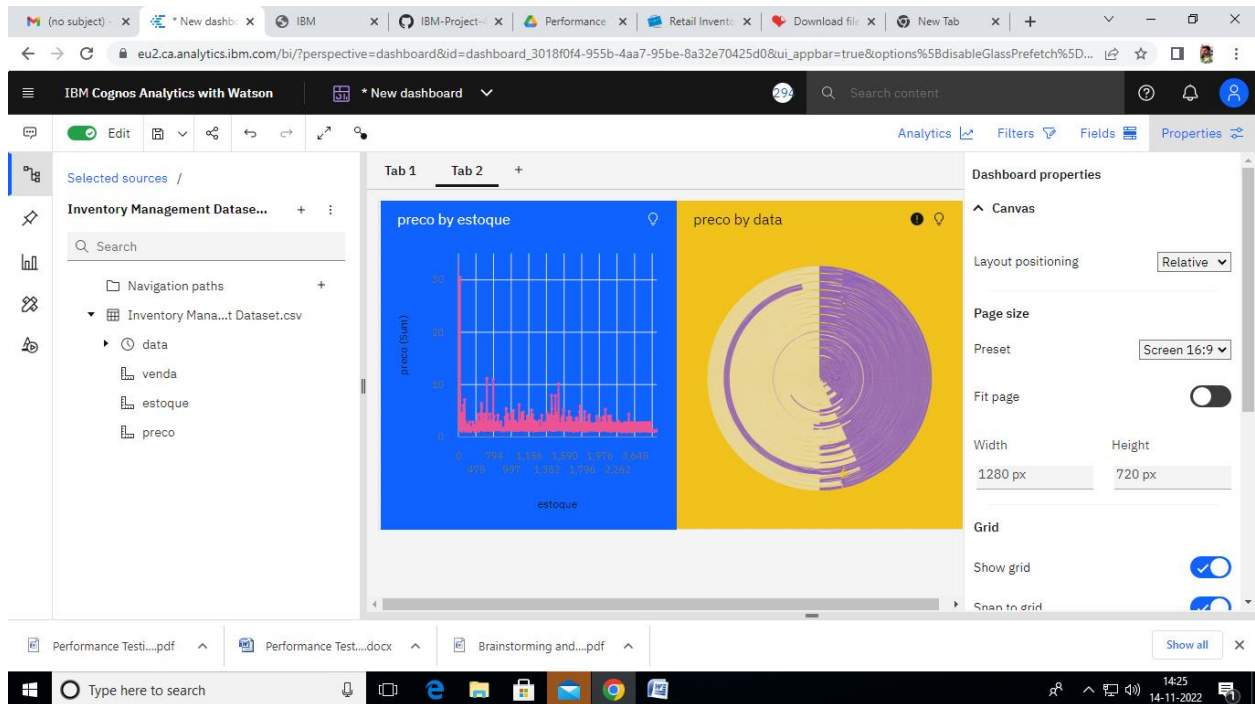 (no subject) -
* New dashbo
IBM
IBM-Project-4
Performance
Retail Invento
Download file
New Tab
eu2.ca.analytics.ibm.com/bi/?perspective=dashboard&id=dashboard_3018f0f4-955b-4aa7-95be-8a32e70425d0&ui_appbar=true&options%5BdisableGlassPrefetch%5D...
IBM Cognos Analytics with Watson
* New dashboard
294
Search content
Edit
Analytics
Filters
Fields
Properties
Selected sources /
Inventory Management Datase...
Search
Navigation paths
Inventory Mana...t Dataset.csv
data
venda
estoque
preco
Tab 1
Tab 2
preco by estoque
preco (Sum)
30
20
10
0
0 794 1,156 1,590 1,976 3,645
475 997 1,362 1,796 2,262
estoque
preco by data
Dashboard properties
Canvas
Layout positioning
Relative
Page size
Preset
Screen 16:9
Fit page
Width
Height
1280 px
720 px
Grid
Show grid
Snap to grid
Performance Testi....pdf
Performance Test....docx
Brainstorming and....pdf
Show all
Type here to search
14:25
14-11-2022